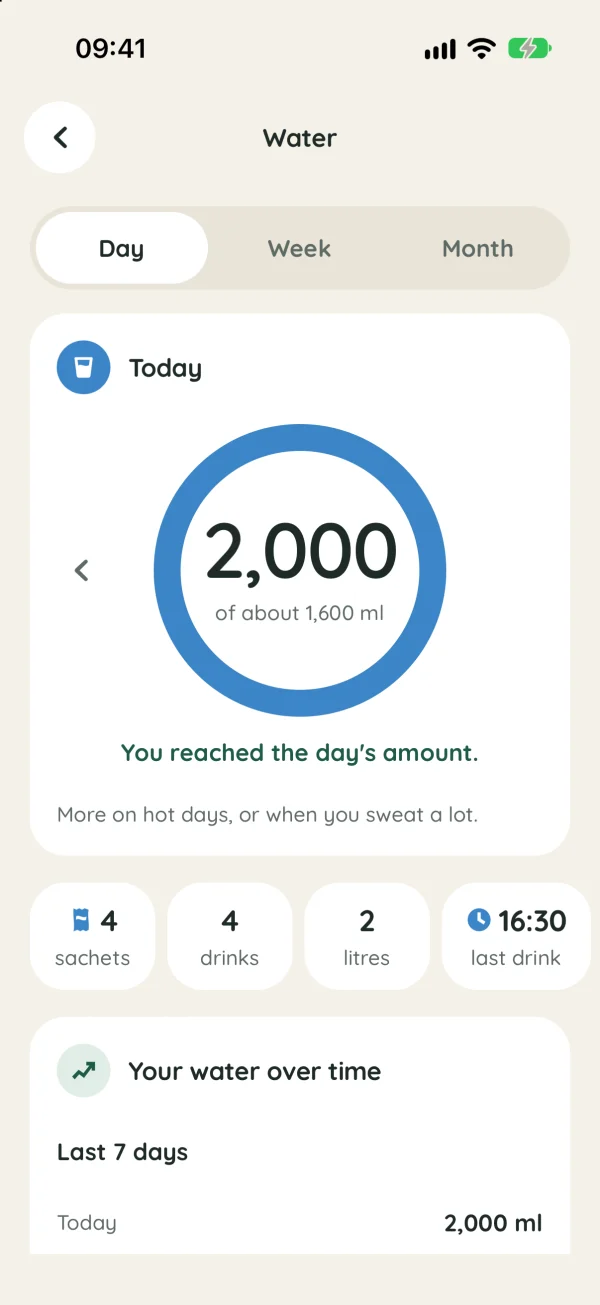 09:41
Water
Day Week Month
Today
2,000
of about 1,600 ml
You reached the day's amount.
More on hot days, or when you sweat a lot.
4 4 2 16:30
sachets drinks litres last drink
Your water over time
Last 7 days
Today 2,000 ml